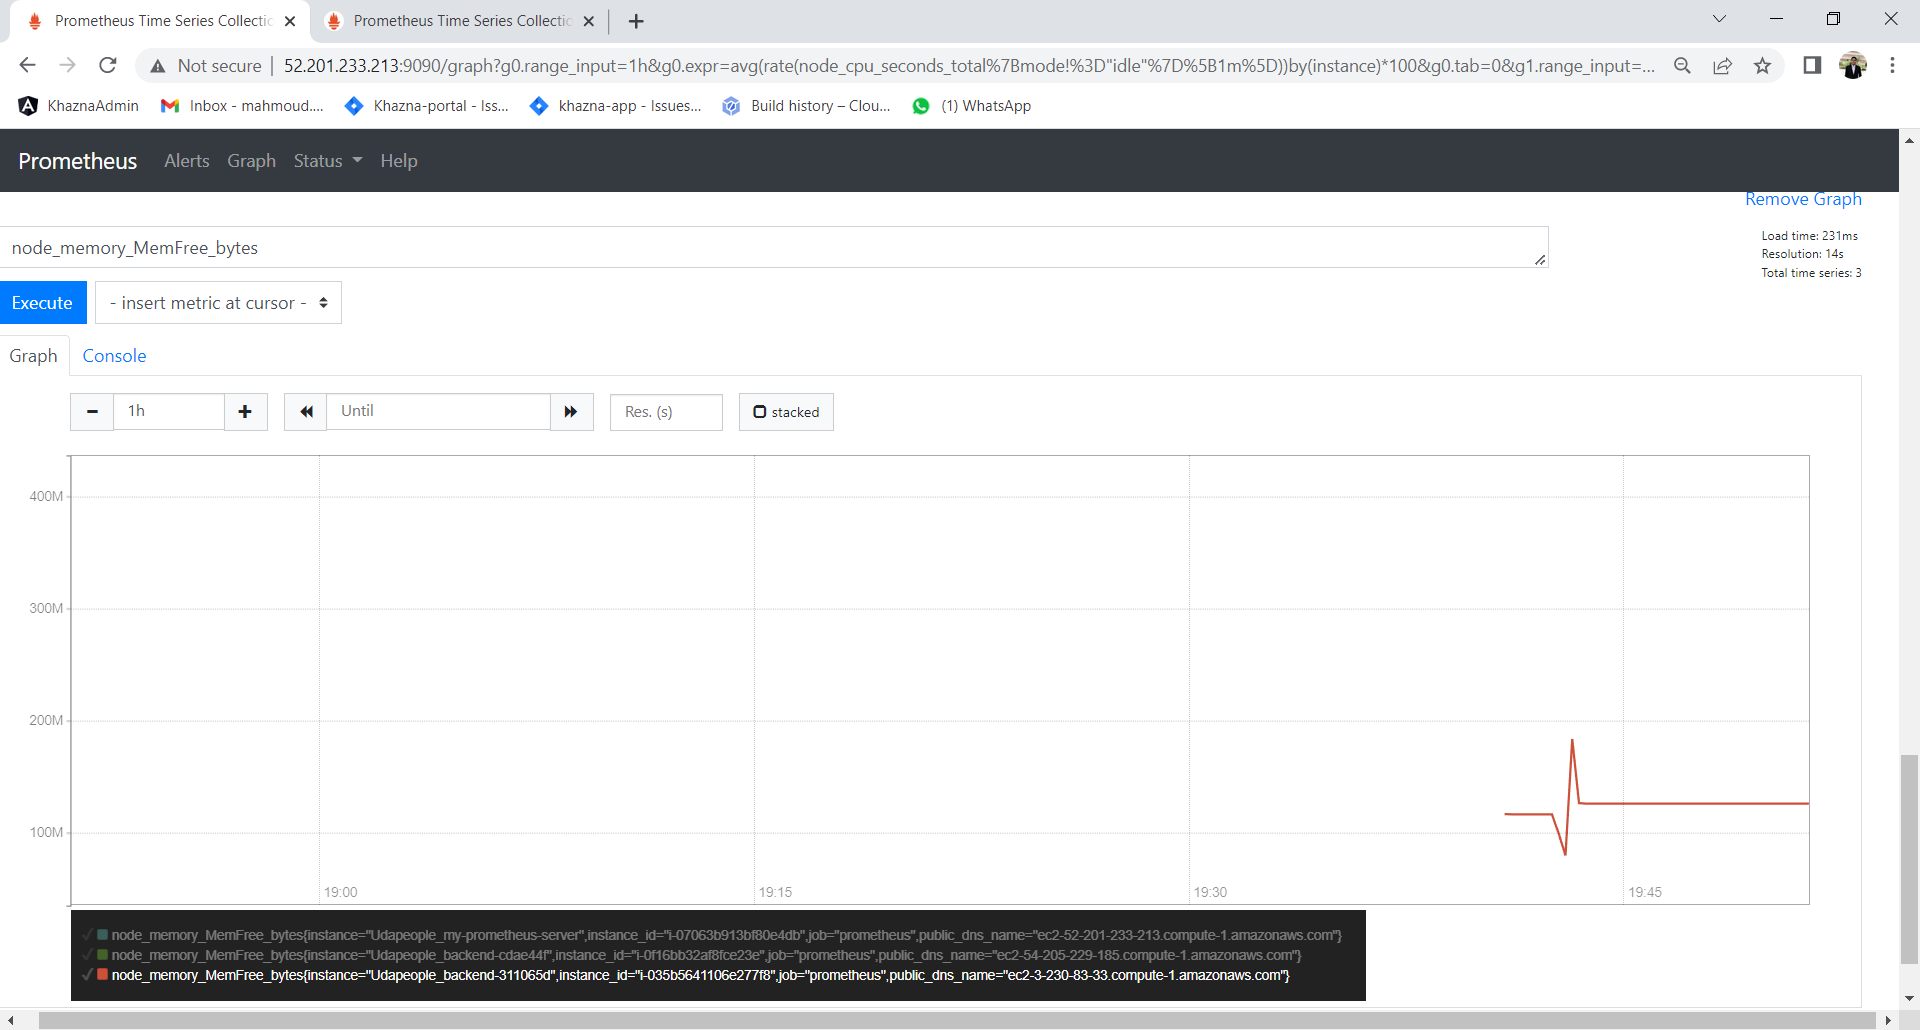 Prometheus Time Series Collectio
Prometheus Time Series Collectio
Not secure | 52.201.233.213:9090/graph?g0.range_input=1h&g0.expr=avg(rate(node_cpu_seconds_total%7Bmode!%3D"idle"%7D%5B1m%5D))by(instance)*100&g0.tab=0&g1.range_input=...
KhaznaAdmin Inbox - mahmoud.... Khazna-portal - Iss... khazna-app - Issues... Build history – Clou... (1) WhatsApp
Prometheus Alerts Graph Status Help
Remove Graph
node_memory_MemFree_bytes
Load time: 231ms
Resolution: 14s
Total time series: 3
Execute - insert metric at cursor -
Graph Console
1h Until Res. (s) stacked
400M
300M
200M
100M
19:00 19:15 19:30 19:45
node_memory_MemFree_bytes{instance="Udapeople_my-prometheus-server",instance_id="i-07063b913bf80e4db",job="prometheus",public_dns_name="ec2-52-201-233-213.compute-1.amazonaws.com"}
node_memory_MemFree_bytes{instance="Udapeople_backend-cdae44f",instance_id="i-0f16bb32af8fce23e",job="prometheus",public_dns_name="ec2-54-205-229-185.compute-1.amazonaws.com"}
node_memory_MemFree_bytes{instance="Udapeople_backend-311065d",instance_id="i-035b5641106e277f8",job="prometheus",public_dns_name="ec2-3-230-83-33.compute-1.amazonaws.com"}